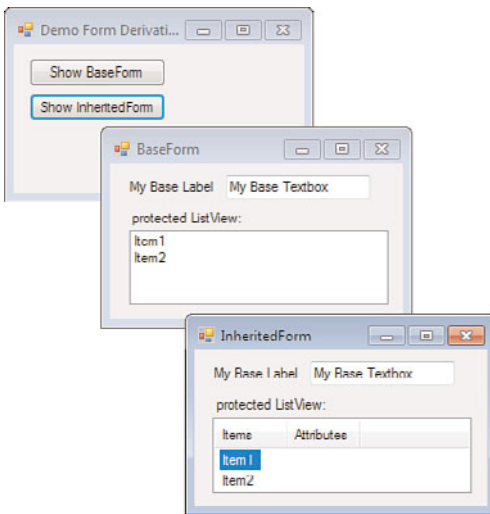 Demo Form Derivati...
Show BaseForm
Show InheritedForm
BaseForm
My Base Label My Base Textbox
protected ListView:
Item1
Item2
InheritedForm
My Base Label My Base Textbox
protected ListView:
Items Attributes
Item1
Item2